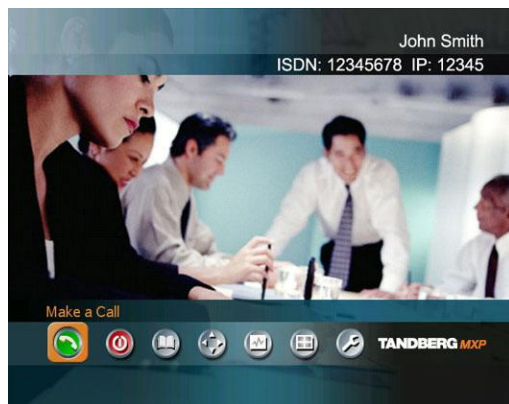 John Smith
ISDN: 12345678 IP: 12345
Make a Call
TANDBERG MXP